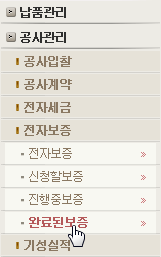 납품관리
공사관리
공사입찰
공사계약
전자세금
전자보증
전자보증 »
신청할보증 »
진행중보증 »
완료된보증 »
기성실적